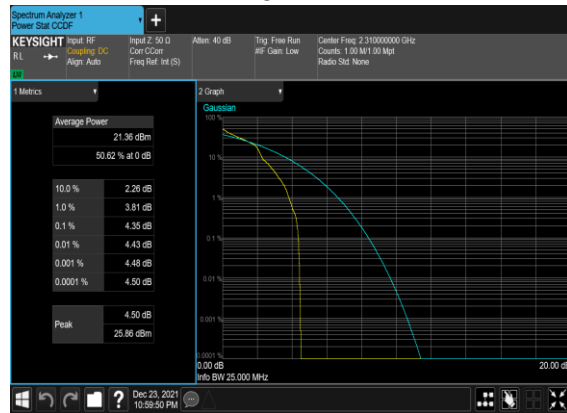 Spectrum Analyzer 1
Power Stat CCDF
+
KEYSIGHT
RL
Input: RF
Coupling: DC
Align: Auto
Input Z: 50 Ω
Corr CCorr
Freq Ref: Int (S)
Atten: 40 dB
Trig: Free Run
#IF Gain: Low
Center Freq: 2.310000000 GHz
Counts: 1.00 M/1.00 Mpt
Radio Std: None
LW
1 Metrics
Average Power
21.36 dBm
50.62 % at 0 dB
10.0 % 2.26 dB
1.0 % 3.81 dB
0.1 % 4.35 dB
0.01 % 4.43 dB
0.001 % 4.48 dB
0.0001 % 4.50 dB
Peak
4.50 dB
25.86 dBm
2 Graph
Gaussian
100 %
10 %
1 %
0.1 %
0.01 %
0.001 %
0.0001 %
0.00 dB
20.00 dB
Info BW 25.000 MHz
?
Dec 23, 2021
10:59:50 PM